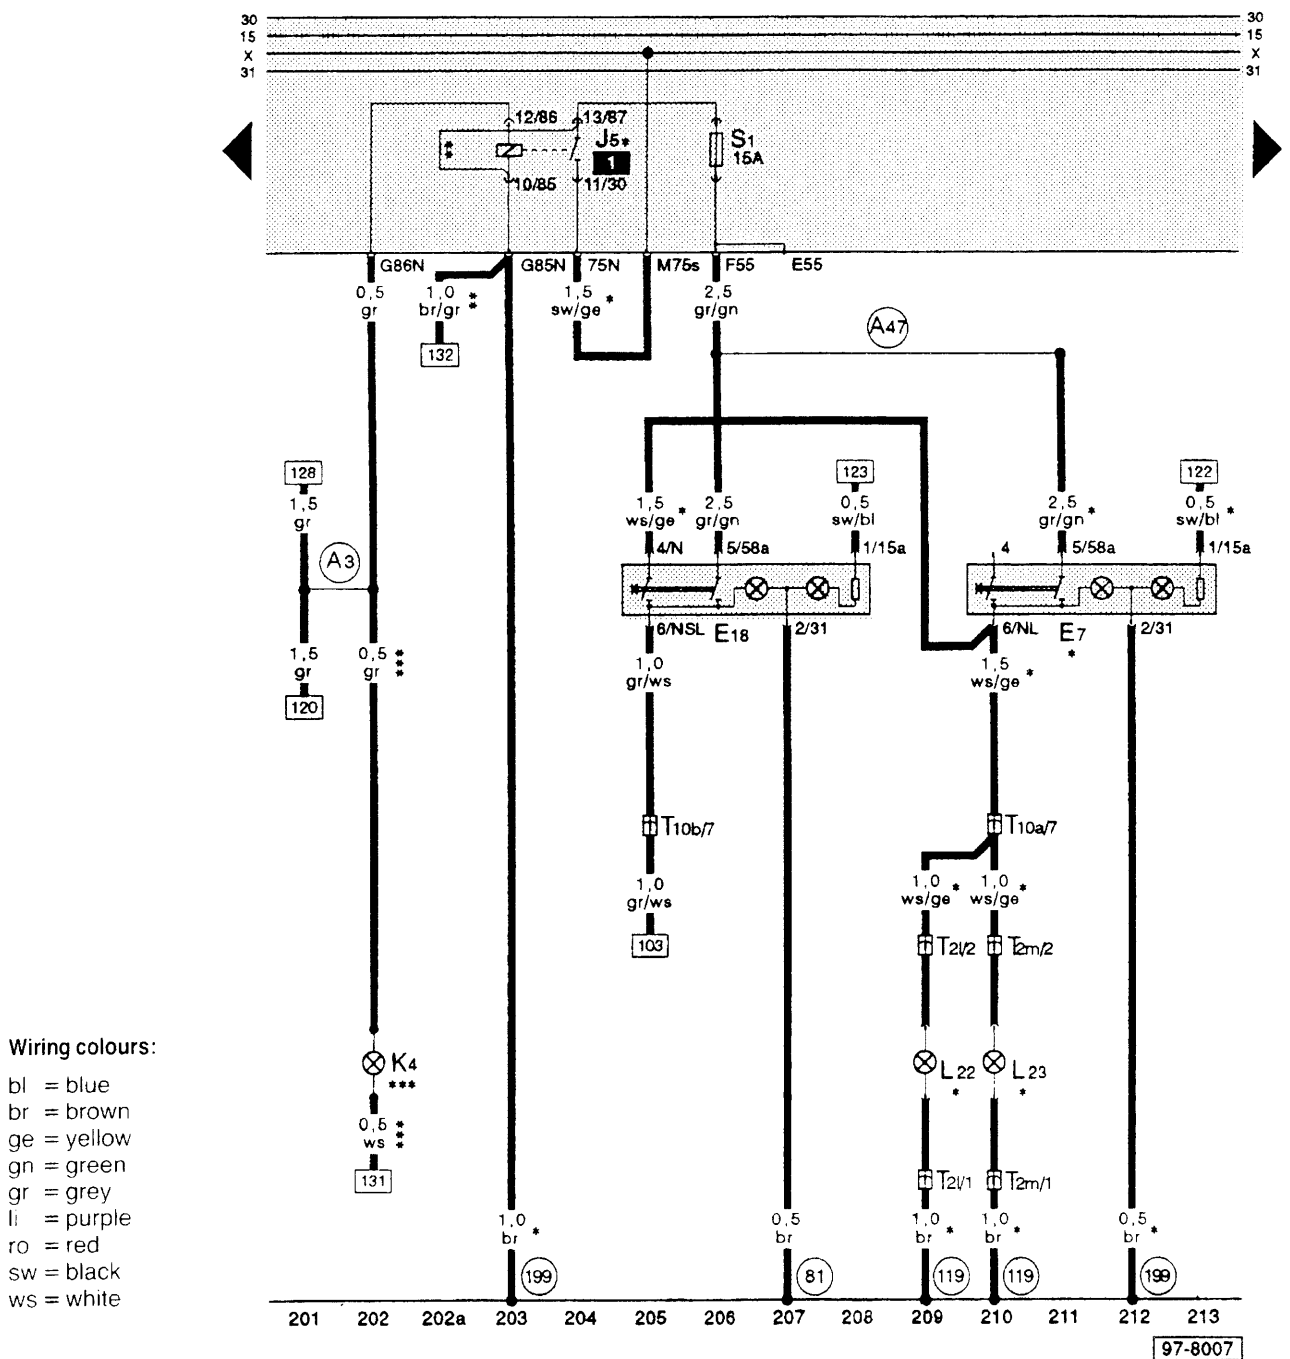 30 30
15 15
X X
31 31
12/86 13/87
J5* S1
** 1 15A
10/85 11/30
G86N G85N 75N M75s F55 E55
0,5 1,0 1,5 2,5
gr br/gr ** sw/ge * gr/gn
A47
132
128 123 122
1,5 1,5 2,5 0,5 2,5 0,5
gr ws/ge * gr/gn sw/bl gr/gn * sw/bl *
A3 4/N 5/58a 1/15a 4 5/58a 1/15a
6/NSL E18 2/31 6/NL E7 2/31
*
1,5 0,5 *** 1,0 1,5
gr gr gr/ws ws/ge *
120
T10b/7 T10a/7
1,0 1,0 1,0
gr/ws ws/ge * ws/ge *
103 T2l/2 T2m/2
Wiring colours:
bl = blue
br = brown
ge = yellow
gn = green
gr = grey
li = purple
ro = red
sw = black
ws = white
K4 L22 L23
*** * *
0,5 ***
ws
131 T2l/1 T2m/1
1,0 0,5 1,0 1,0 0,5
br * br br * br * br *
199 81 119 119 199
201 202 202a 203 204 205 206 207 208 209 210 211 212 213
97-8007